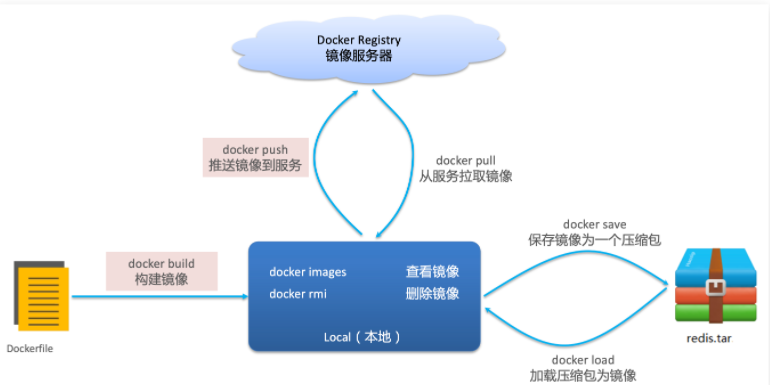 Docker Registry
镜像服务器
docker push
推送镜像到服务
docker pull
从服务拉取镜像
docker save
保存镜像为一个压缩包
docker build
构建镜像
docker images 查看镜像
docker rmi 删除镜像
Local（本地）
redis.tar
Dockerfile
docker load
加载压缩包为镜像